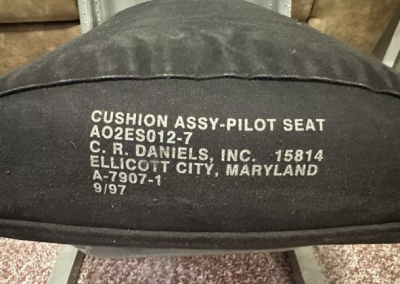 CUSHION ASSY-PILOT SEAT
AO2ES012-7
C. R. DANIELS, INC. 15814
ELLICOTT CITY, MARYLAND
A-7907-1
9/97